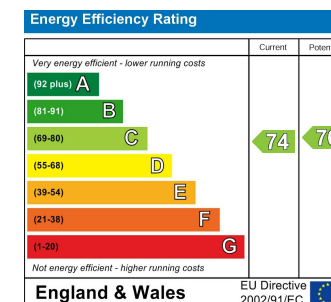 Energy Efficiency Rating
Current
Very energy efficient - lower running costs
(92 plus) A
(81-91) B
(69-80) C
74
(55-68) D
(39-54) E
(21-38) F
(1-20) G
Not energy efficient - higher running costs
England & Wales
EU Directive
2002/91/EC